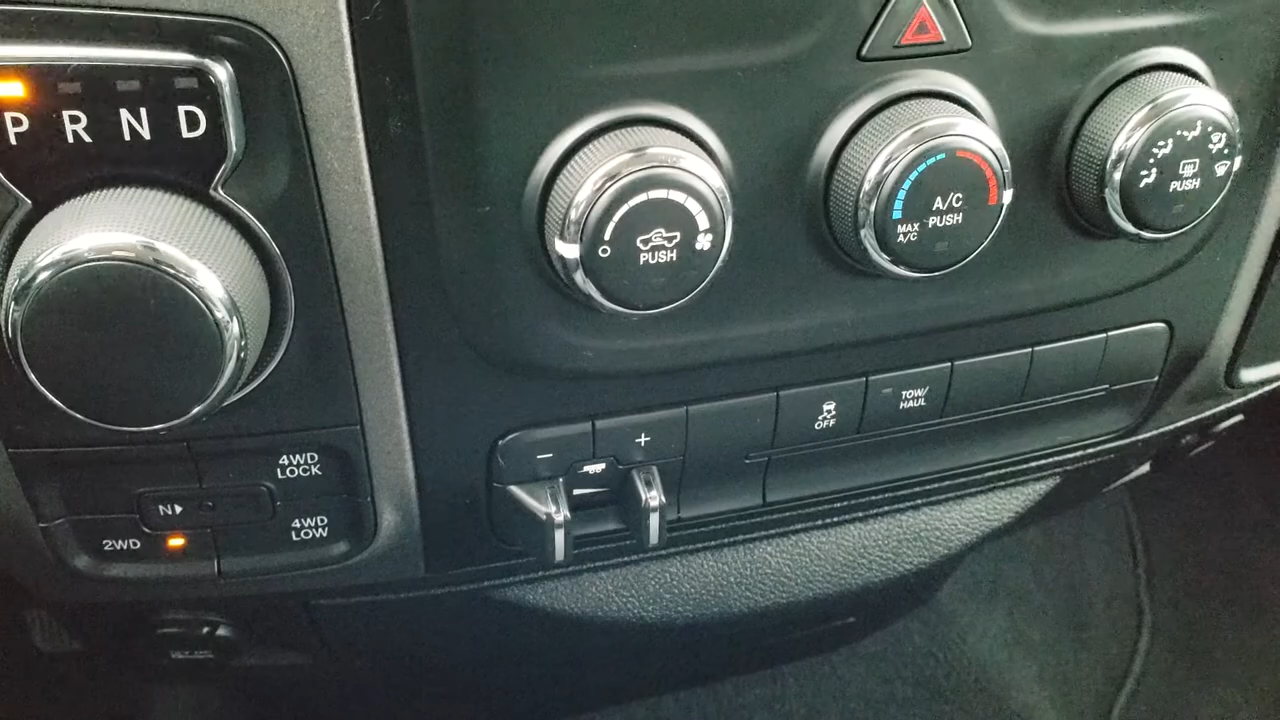 P R N D
PUSH
A/C
PUSH
MAX
A/C
PUSH
− +
OFF
TOW/
HAUL
4WD
LOCK
N
2WD
4WD
LOW